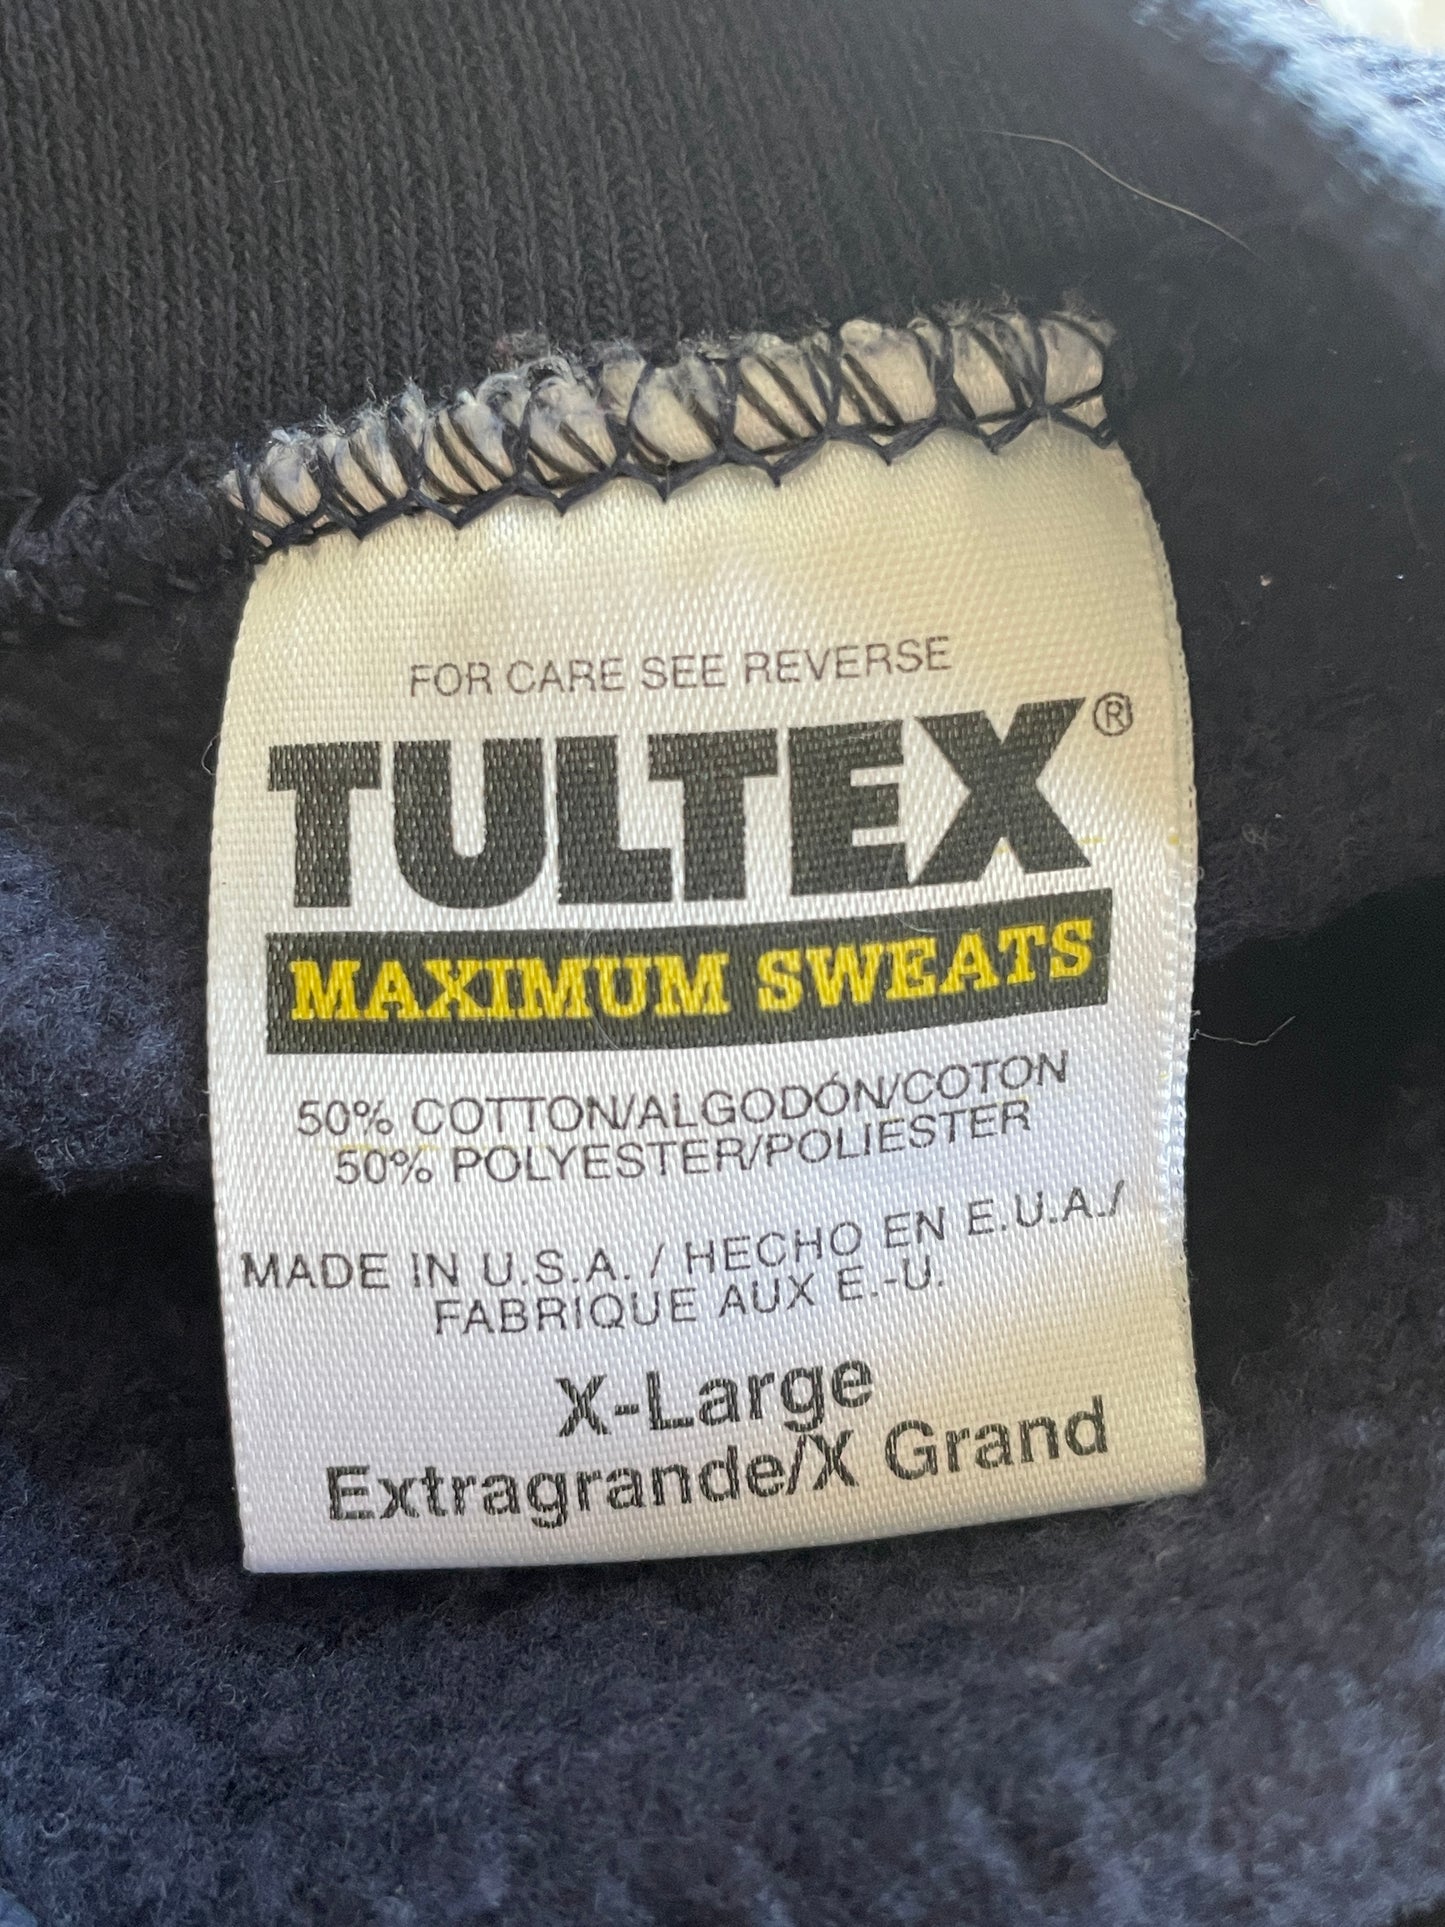 FOR CARE SEE REVERSE
TULTEX®
MAXIMUM SWEATS
50% COTTON/ALGODÓN/COTON
50% POLYESTER/POLIESTER
MADE IN U.S.A. / HECHO EN E.U.A./
FABRIQUE AUX E.-U.
X-Large
Extragrande/X Grand